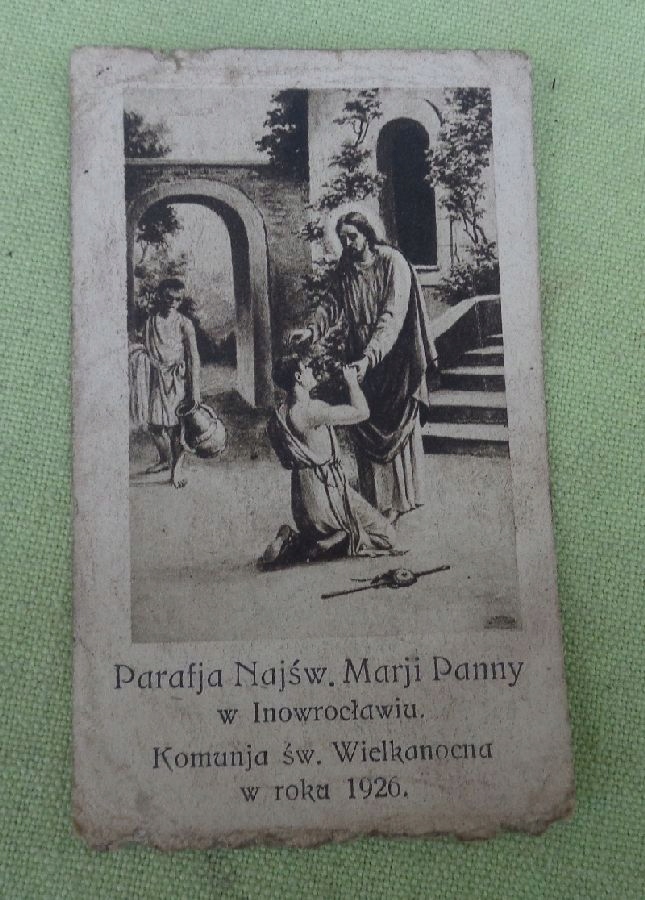 Parafja Najśw. Marji Panny
w Inowrocławiu.
Komunja św. Wielkanocna
w roku 1926.